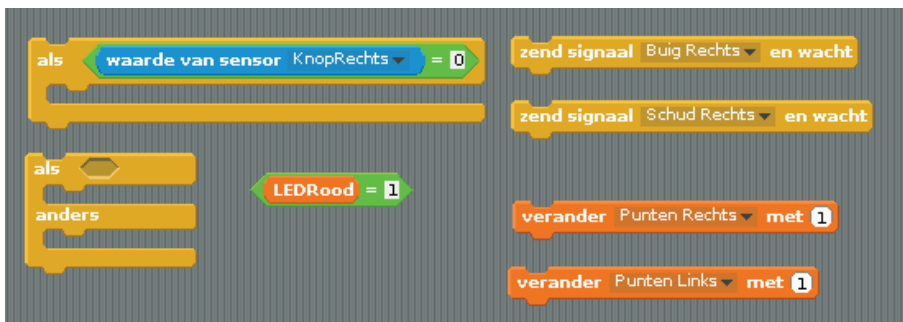 als waarde van sensor KnopRechts = 0
als
anders
LEDRood = 1
zend signaal Buig Rechts en wacht
zend signaal Schud Rechts en wacht
verander Punten Rechts met 1
verander Punten Links met 1